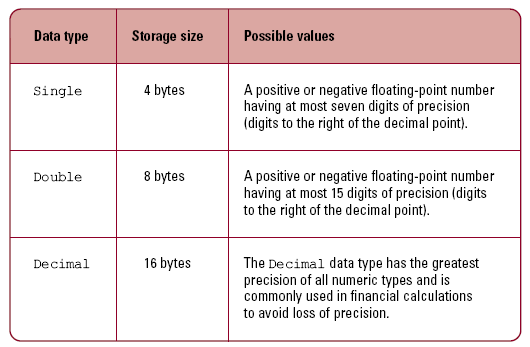 Data type Storage size Possible values
Single 4 bytes A positive or negative floating-point number
having at most seven digits of precision
(digits to the right of the decimal point).
Double 8 bytes A positive or negative floating-point number
having at most 15 digits of precision (digits
to the right of the decimal point).
Decimal 16 bytes The Decimal data type has the greatest
precision of all numeric types and is
commonly used in financial calculations
to avoid loss of precision.